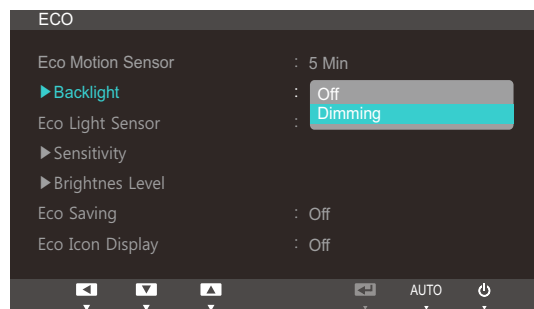 ECO
Eco Motion Sensor : 5 Min
▶Backlight : Off
Dimming
Eco Light Sensor :
▶Sensitivity
▶Brightnes Level
Eco Saving : Off
Eco Icon Display : Off
AUTO